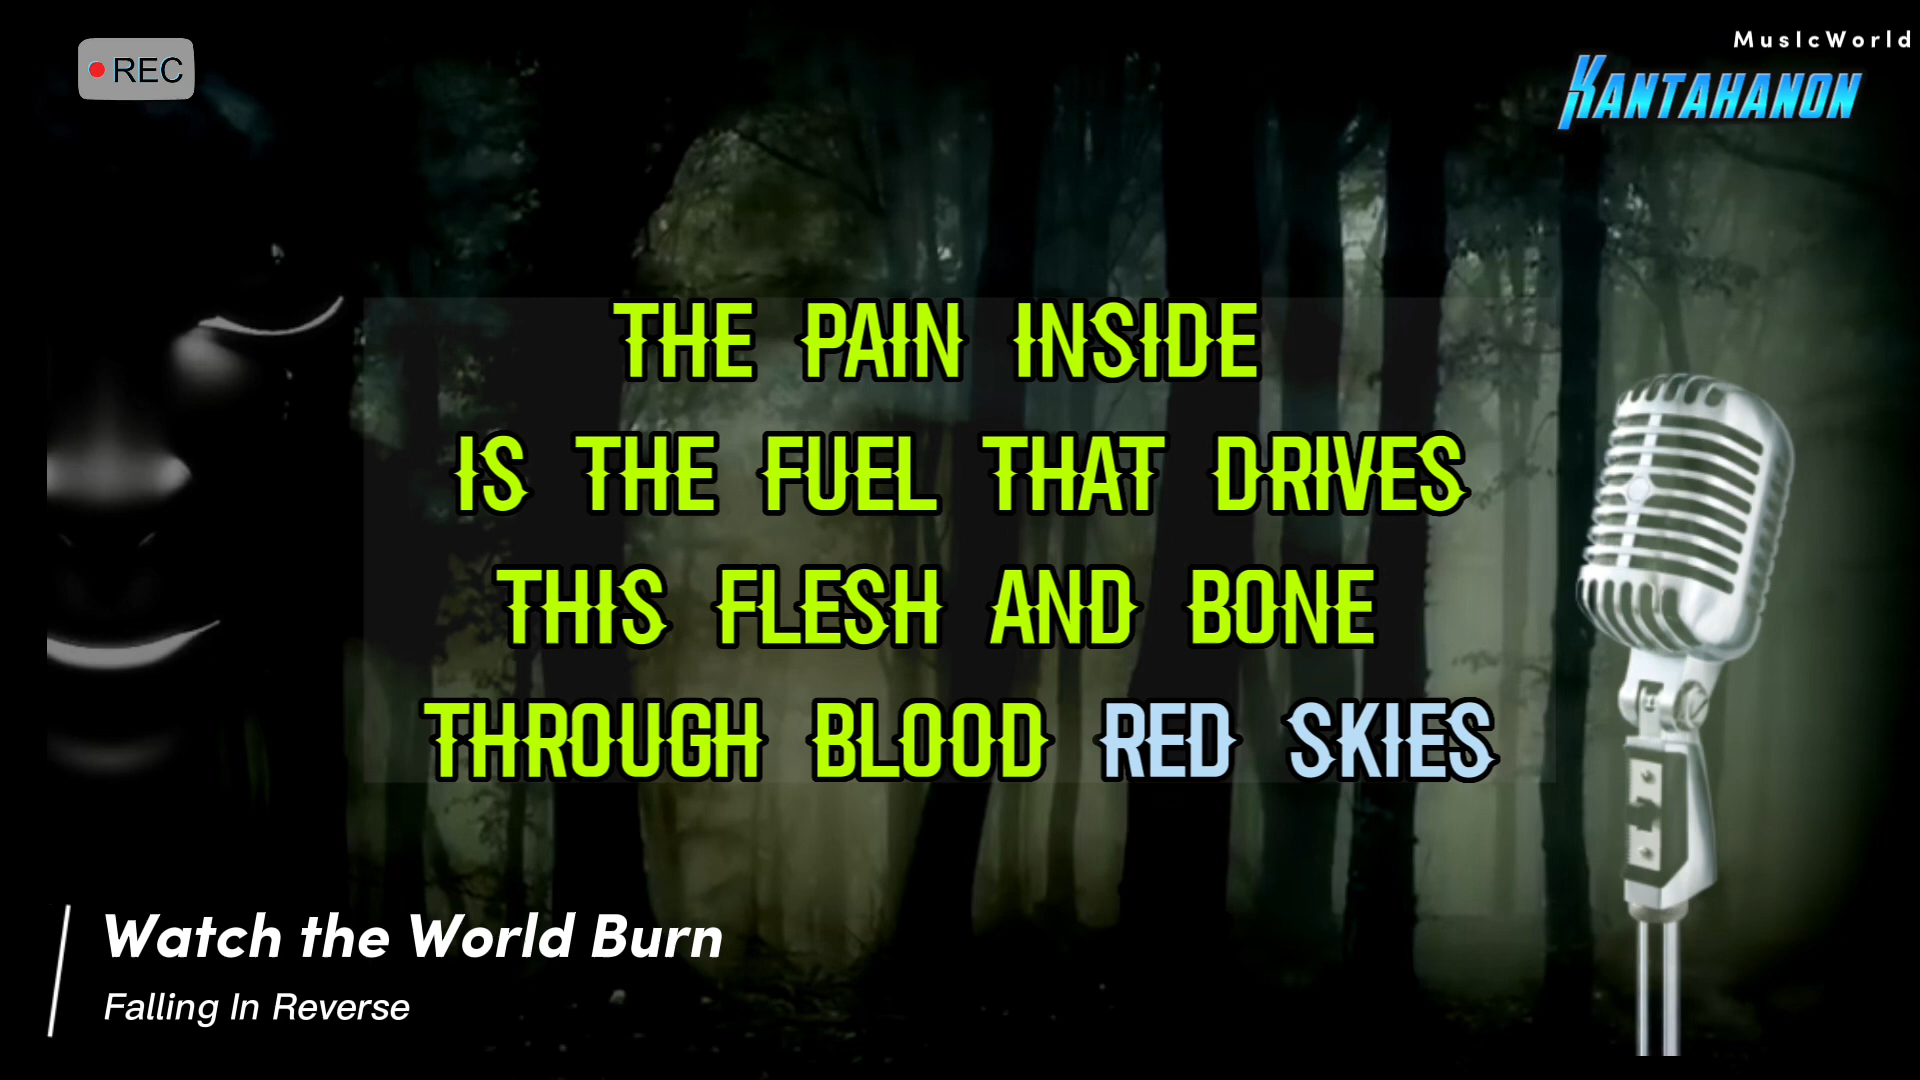 REC
MusIcWorld
KANTAHANON
THE PAIN INSIDE
IS THE FUEL THAT DRIVES
THIS FLESH AND BONE
THROUGH BLOOD RED SKIES
Watch the World Burn
Falling In Reverse